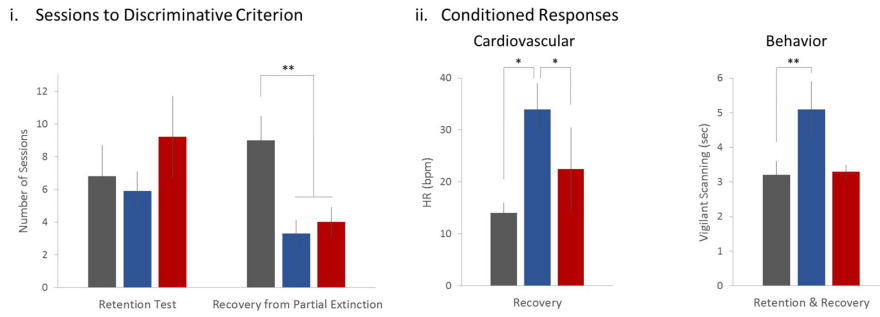 i. Sessions to Discriminative Criterion
ii. Conditioned Responses
Cardiovascular
Behavior
**
*
*
**
Number of Sessions
12
10
8
6
4
2
0
Retention Test
Recovery from Partial Extinction
HR (bpm)
40
30
20
10
0
Recovery
Vigilant Scanning (sec)
6
5
4
3
2
1
0
Retention & Recovery